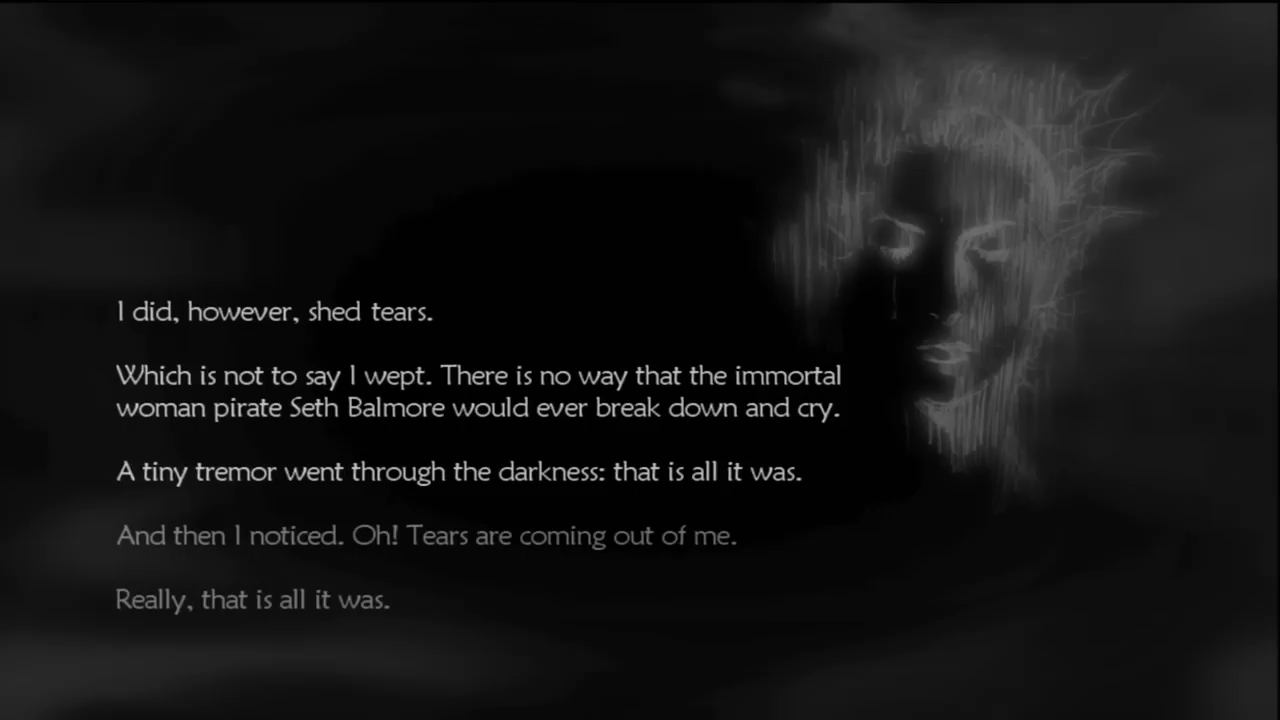 I did, however, shed tears.
Which is not to say I wept. There is no way that the immortal
woman pirate Seth Balmore would ever break down and cry.
A tiny tremor went through the darkness: that is all it was.
And then I noticed. Oh! Tears are coming out of me.
Really, that is all it was.